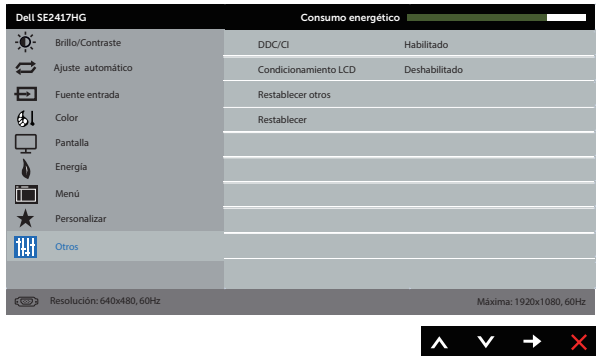 Dell SE2417HG Consumo energético
Brillo/Contraste DDC/CI Habilitado
Ajuste automático Condicionamiento LCD Deshabilitado
Fuente entrada Restablecer otros
Color Restablecer
Pantalla
Energía
Menú
Personalizar
Otros
Resolución: 640x480, 60Hz Máxima: 1920x1080, 60Hz